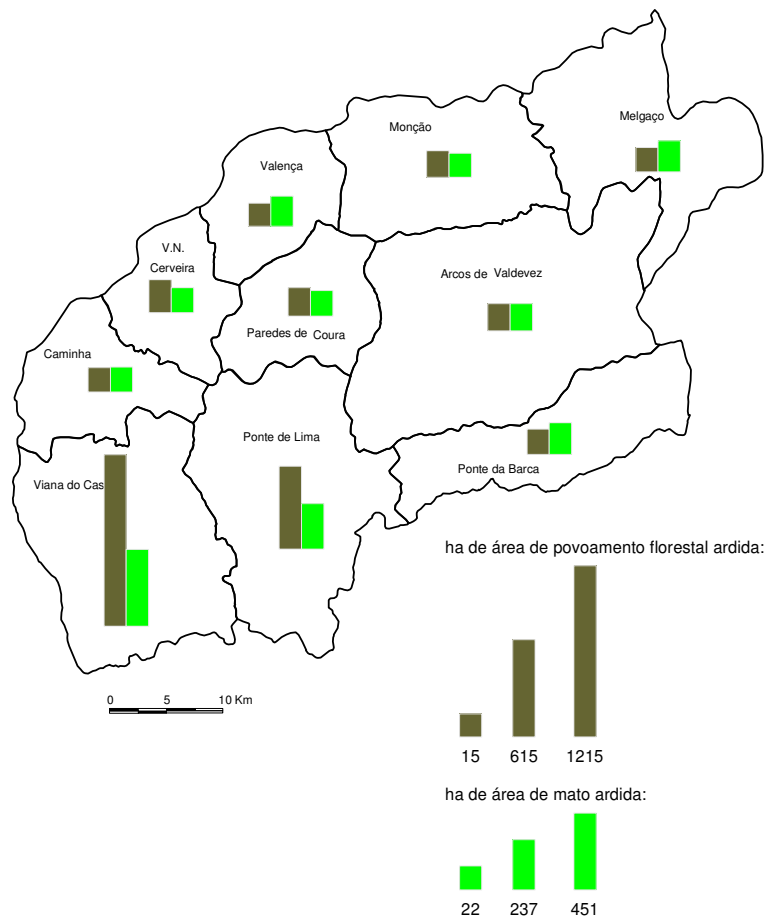 Melgaço
Monção
Valença
V.N.
Cerveira
Arcos de Valdevez
Paredes de Coura
Caminha
Ponte de Lima
Ponte da Barca
Viana do Cas
ha de área de povoamento florestal ardida:
0 5 10 Km
15 615 1215
ha de área de mato ardida:
22 237 451